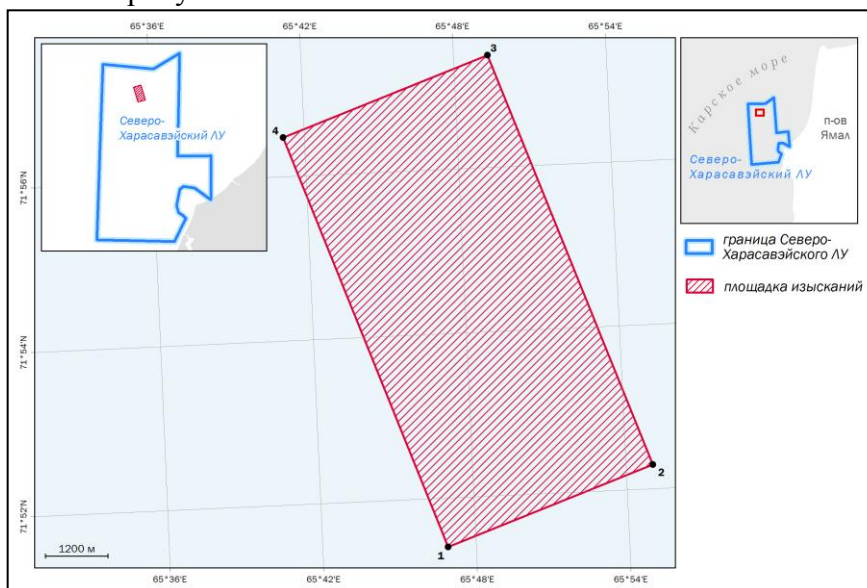 65°36'E 65°42'E 65°48'E 65°54'E
3
4
Северо-
Харасавэйский ЛУ
Карское море
п-ов
Ямал
Северо-
Харасавэйский ЛУ
граница Северо-
Харасавэйского ЛУ
площадка изысканий
71°56'N
71°54'N
71°52'N
2
1
1200 м
65°36'E 65°42'E 65°48'E 65°54'E